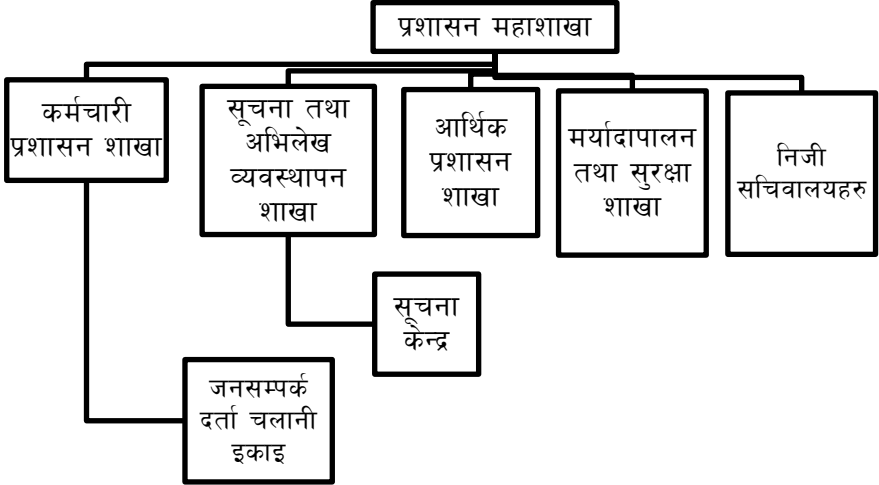 प्रशासन महाशाखा
कर्मचारी
प्रशासन शाखा
सूचना तथा
अभिलेख
व्यवस्थापन
शाखा
आर्थिक
प्रशासन
शाखा
मर्यादापालन
तथा सुरक्षा
शाखा
निजी
सचिवालयहरु
सूचना
केन्द्र
जनसम्पर्क
दर्ता चलानी
इकाइ